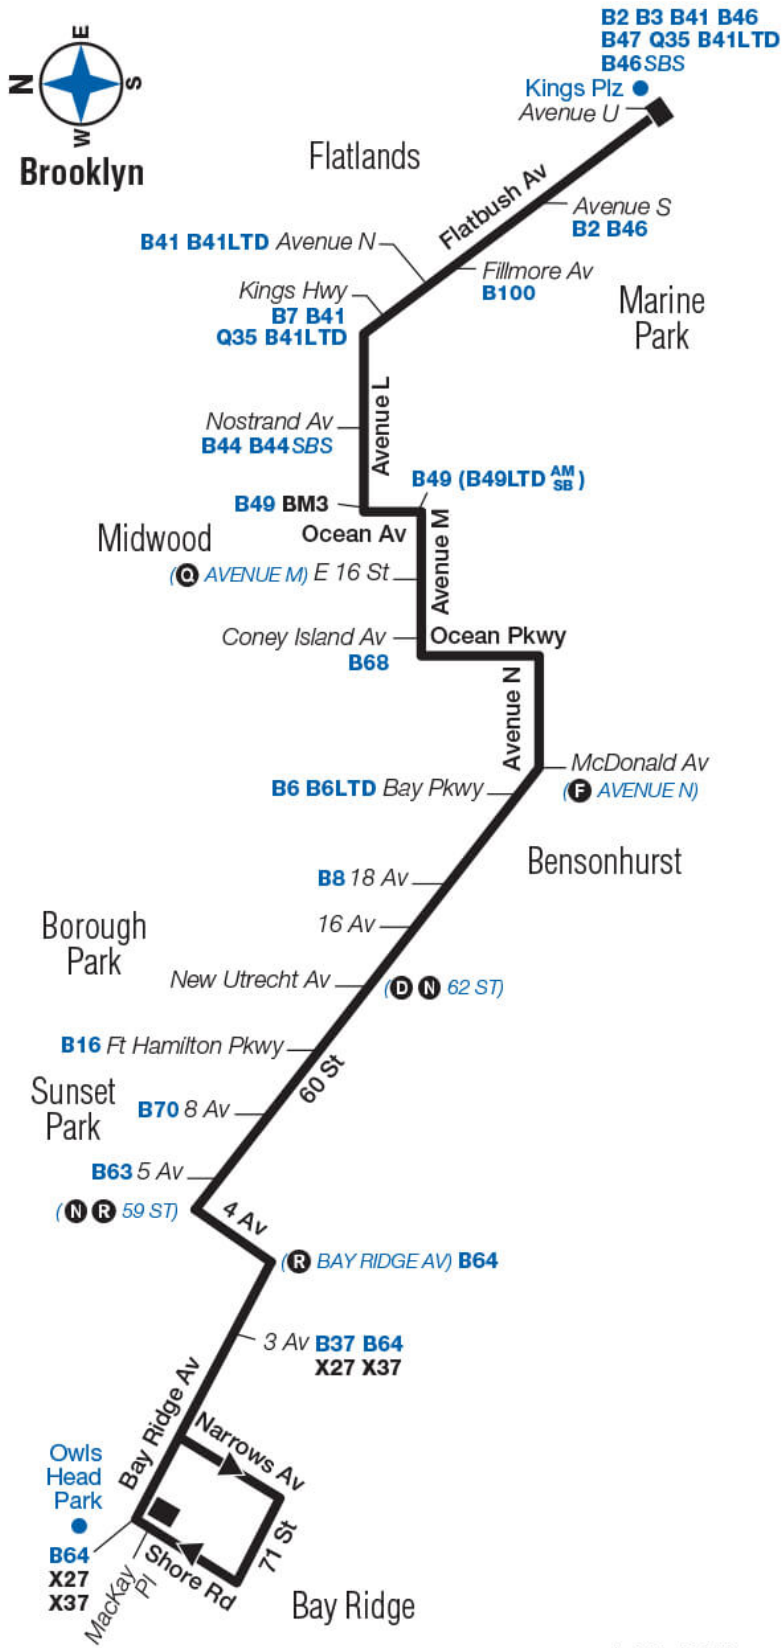 B2 B3 B41 B46
B47 Q35 B41LTD
B46SBS
Kings Plz
Avenue U
E
N
S
W
Brooklyn
Flatlands
Flatbush Av
Avenue S
B2 B46
B41 B41LTD Avenue N
Fillmore Av
B100
Kings Hwy
B7 B41
Q35 B41LTD
Marine
Park
Avenue L
Nostrand Av
B44 B44SBS
B49 (B49LTD AM SB)
B49 BM3
Ocean Av
Midwood
Avenue M
(Q AVENUE M) E 16 St
Coney Island Av
B68
Ocean Pkwy
Avenue N
McDonald Av
(F AVENUE N)
B6 B6LTD Bay Pkwy
Bensonhurst
B8 18 Av
16 Av
Borough
Park
New Utrecht Av
(D N 62 ST)
B16 Ft Hamilton Pkwy
60 St
Sunset
Park
B70 8 Av
B63 5 Av
(N R 59 ST)
4 Av
(R BAY RIDGE AV) B64
3 Av B37 B64
X27 X37
Bay Ridge Av
Narrows Av
Owls
Head
Park
B64
X27
X37
MacKay
Pl
Shore Rd
71 St
Bay Ridge